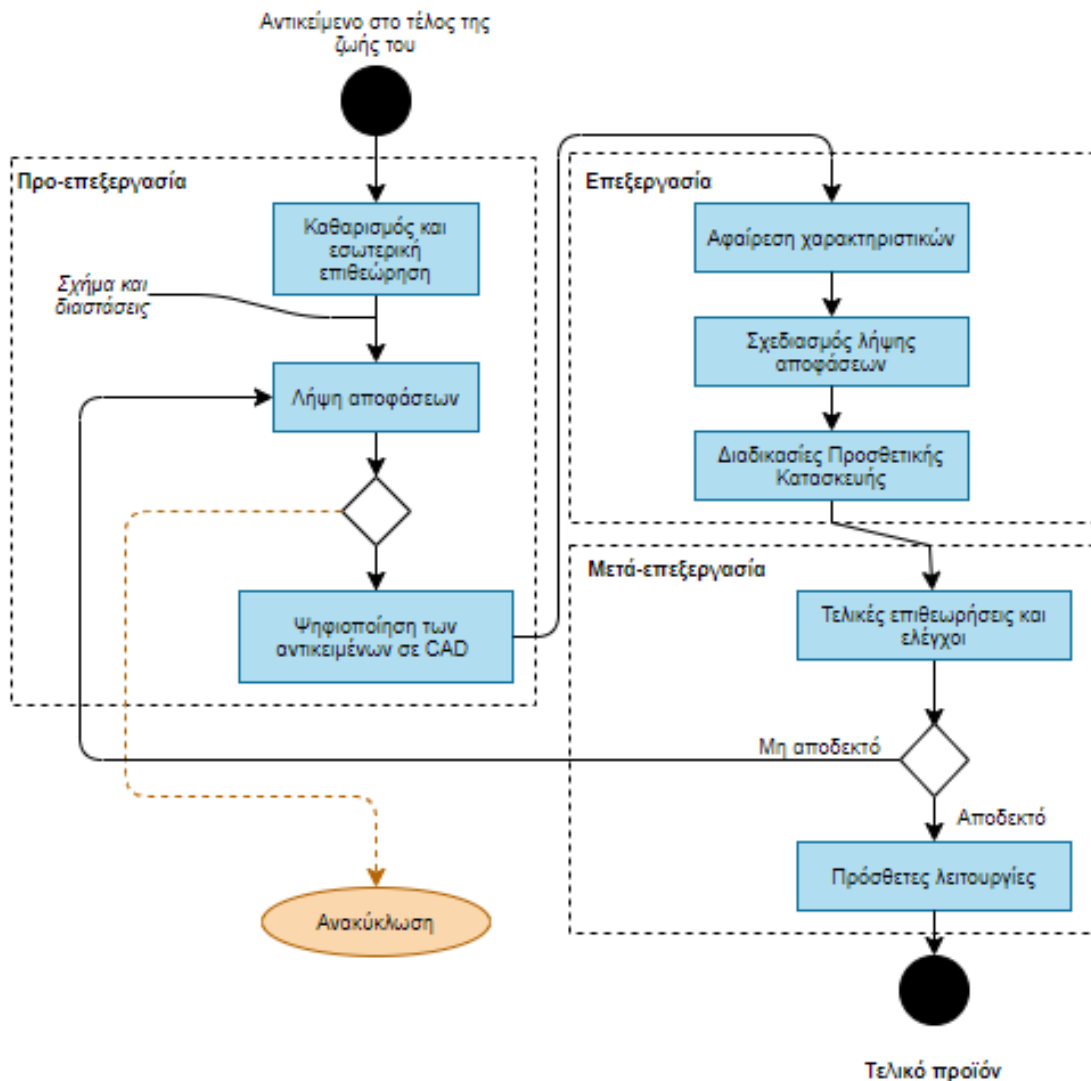 Αντικείμενο στο τέλος της
ζωής του
Προ-επεξεργασία
Καθαρισμός και
εσωτερική
επιθεώρηση
Σχήμα και
διαστάσεις
Λήψη αποφάσεων
Ψηφιοποίηση των
αντικειμένων σε CAD
Ανακύκλωση
Επεξεργασία
Αφαίρεση χαρακτηριστικών
Σχεδιασμός λήψης
αποφάσεων
Διαδικασίες Προσθετικής
Κατασκευής
Μετά-επεξεργασία
Τελικές επιθεωρήσεις και
ελέγχοι
Μη αποδεκτό
Αποδεκτό
Πρόσθετες λειτουργίες
Τελικό προϊόν